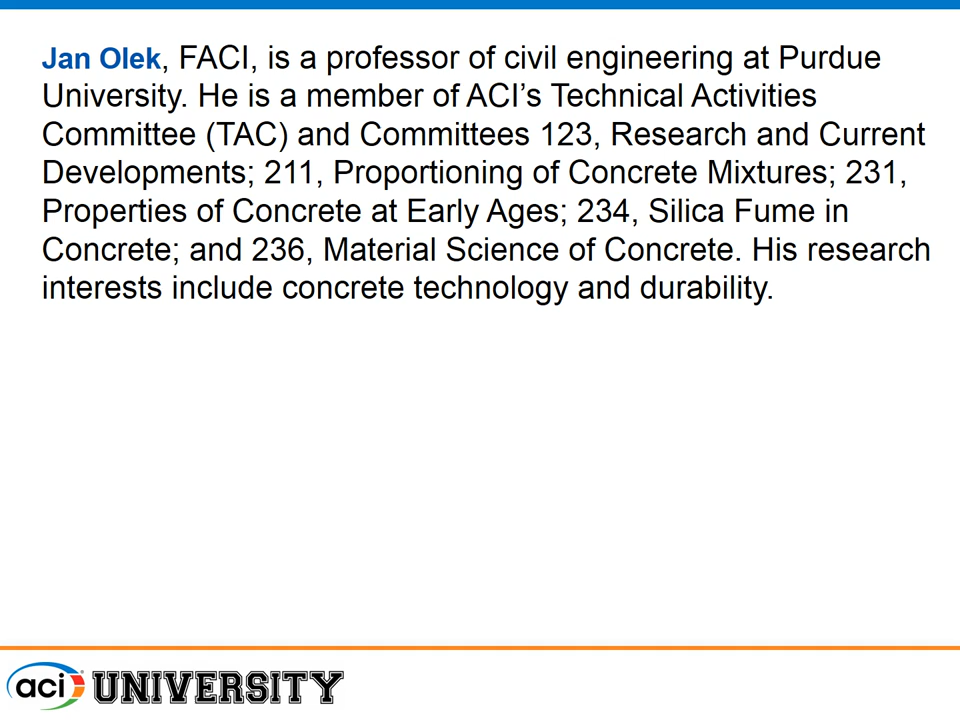 Jan Olek, FACI, is a professor of civil engineering at Purdue
University. He is a member of ACI’s Technical Activities
Committee (TAC) and Committees 123, Research and Current
Developments; 211, Proportioning of Concrete Mixtures; 231,
Properties of Concrete at Early Ages; 234, Silica Fume in
Concrete; and 236, Material Science of Concrete. His research
interests include concrete technology and durability.
aci UNIVERSITY